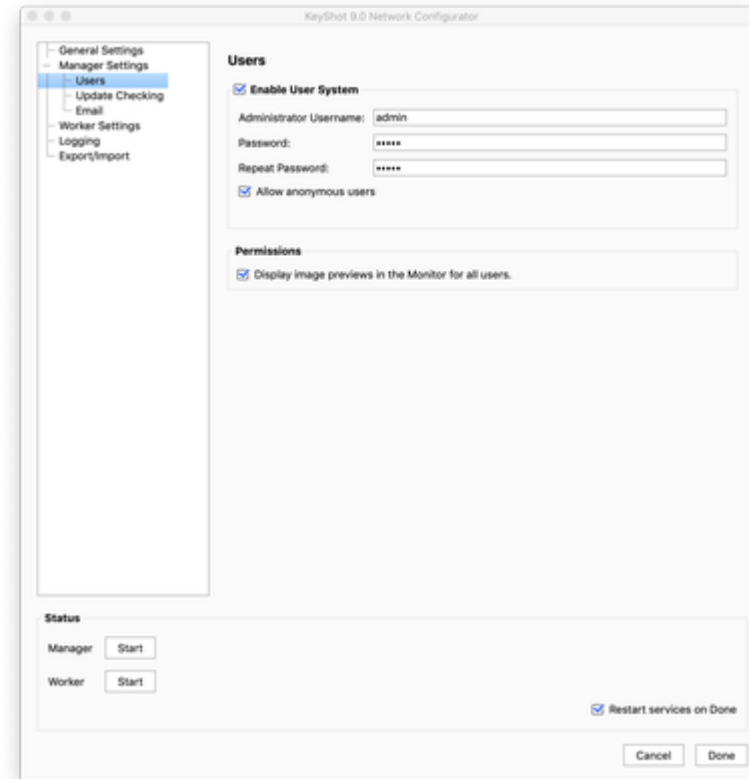 KeyShot 9.0 Network Configurator
General Settings
Manager Settings
Users
Update Checking
Email
Worker Settings
Logging
Export/Import
Users
Enable User System
Administrator Username: admin
Password: •••••
Repeat Password: •••••
Allow anonymous users
Permissions
Display image previews in the Monitor for all users.
Status
Manager Start
Worker Start
Restart services on Done
Cancel Done